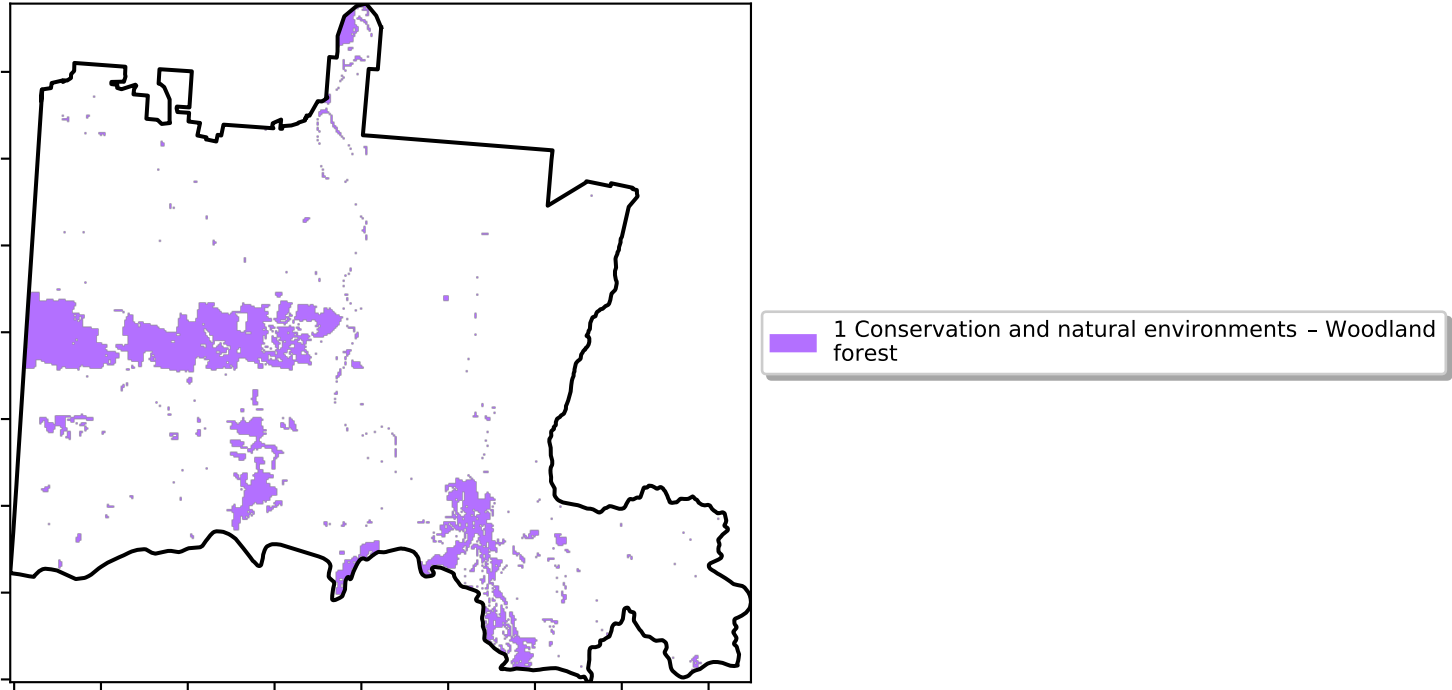 1 Conservation and natural environments – Woodland
forest